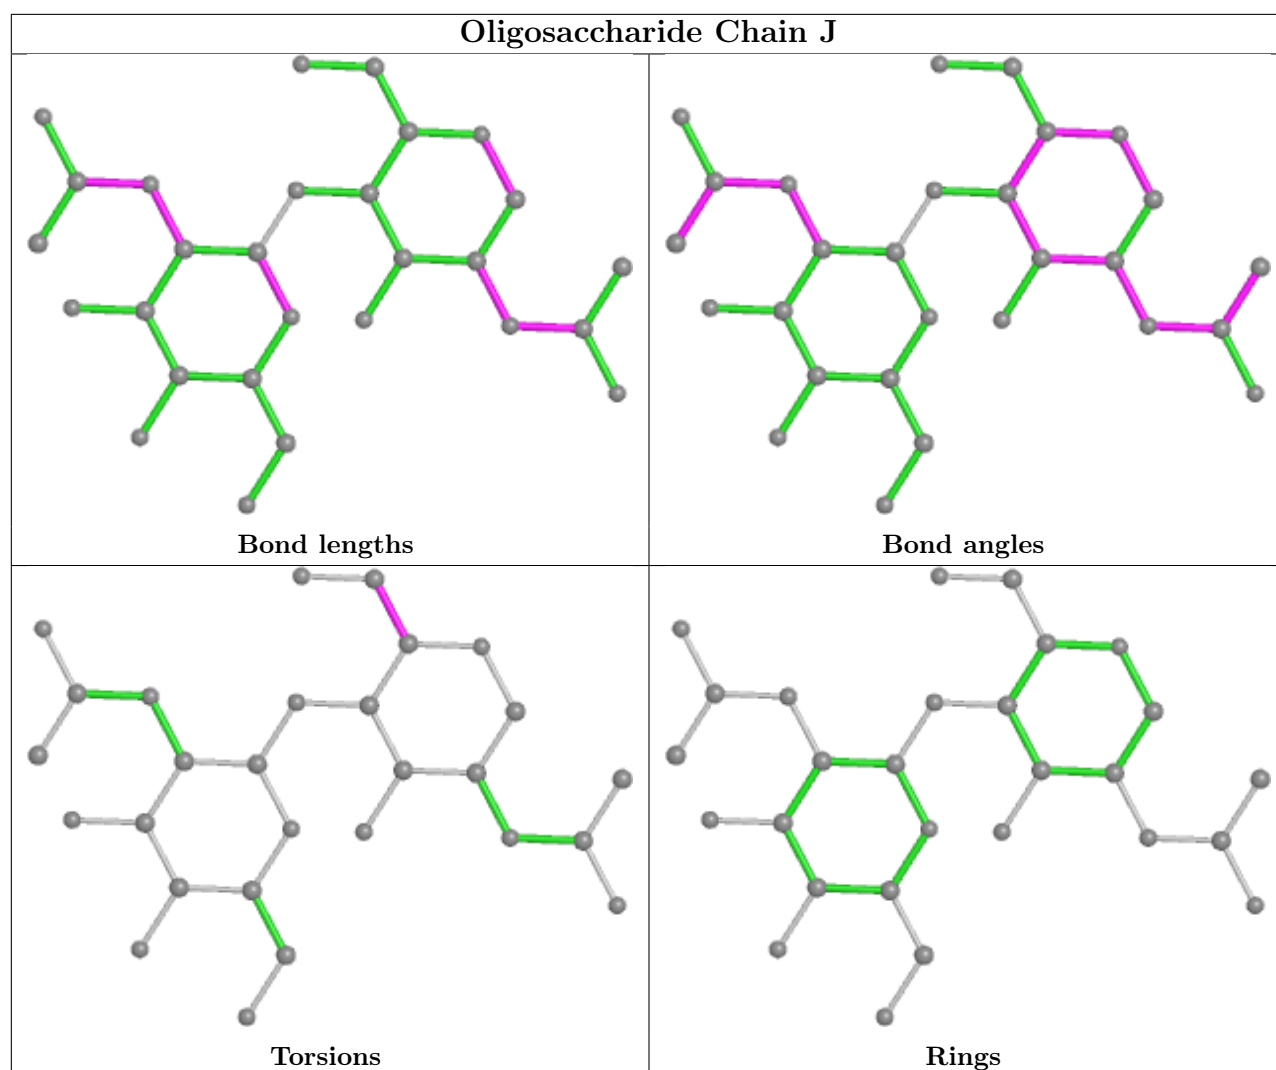 Oligosaccharide Chain J
Bond lengths
Bond angles
Torsions
Rings